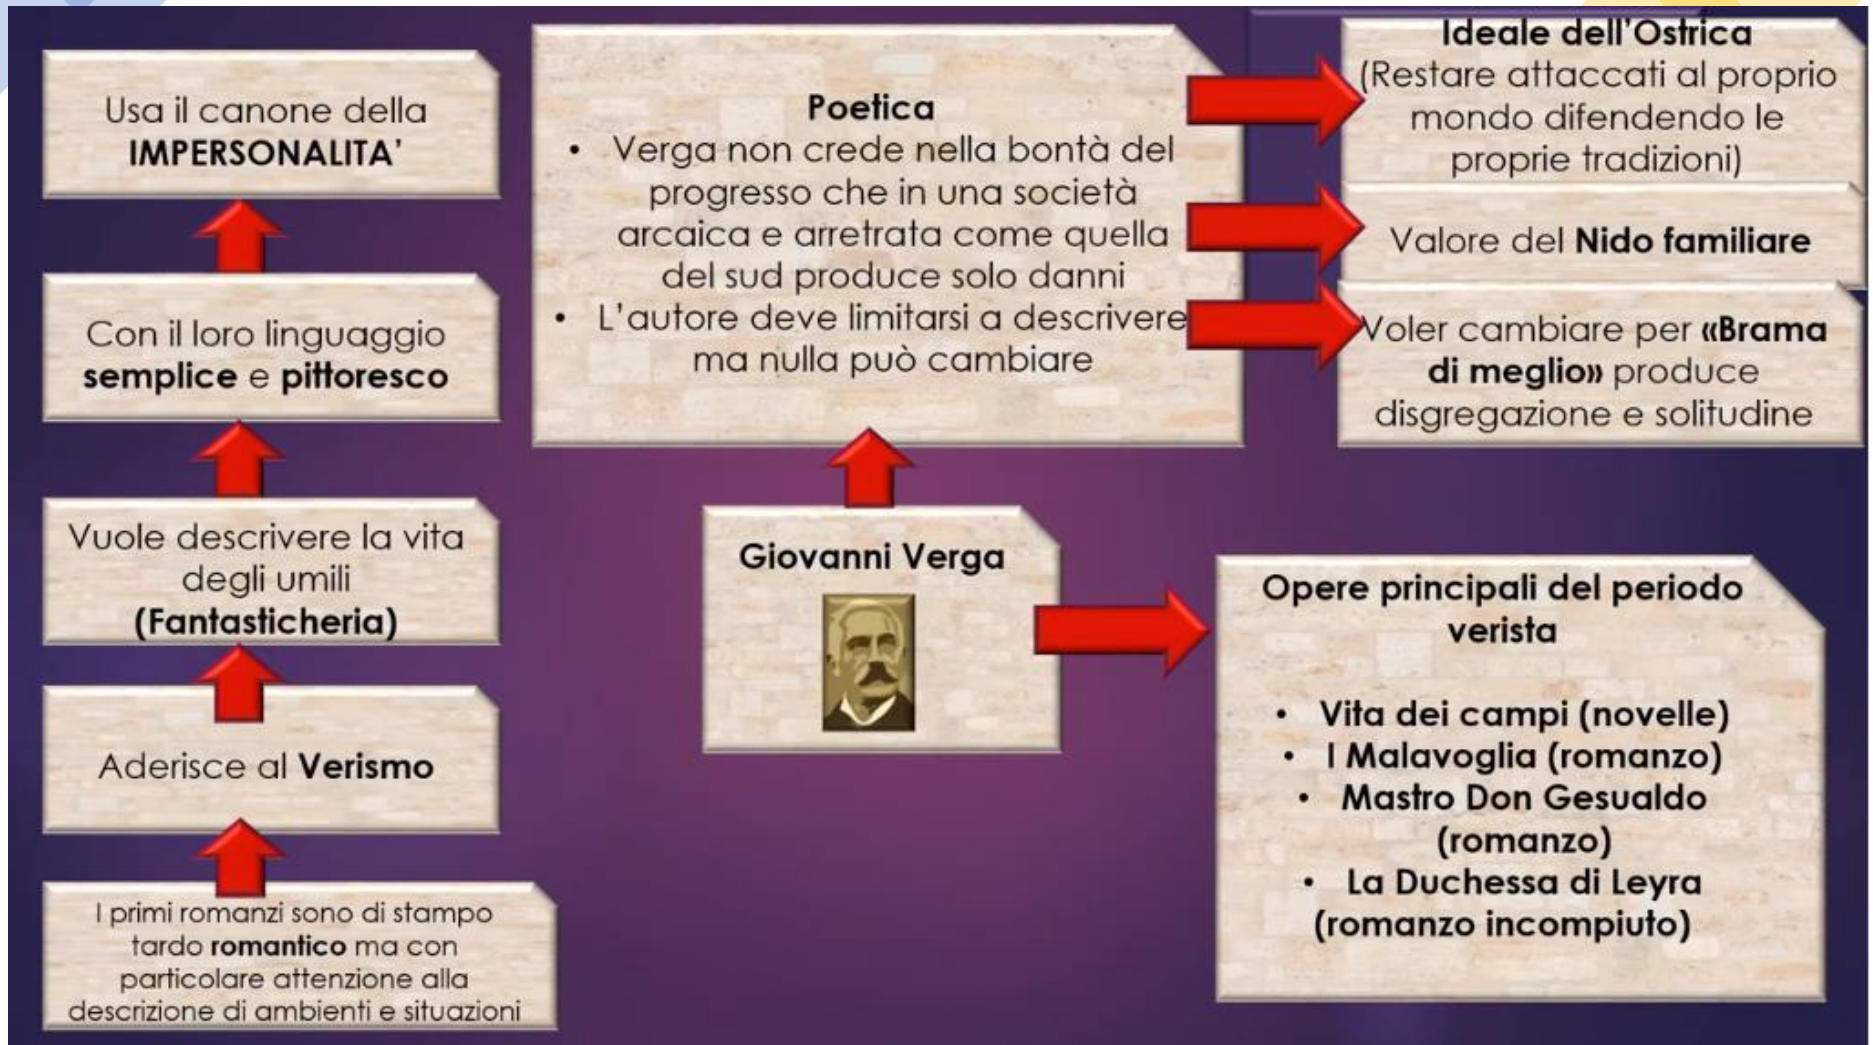 Usa il canone della
IMPERSONALITA'
Con il loro linguaggio
semplice e pittoresco
Vuole descrivere la vita
degli umili
(Fantasticheria)
Aderisce al Verismo
I primi romanzi sono di stampo
tardo romantico ma con
particolare attenzione alla
descrizione di ambienti e situazioni
Poetica
• Verga non crede nella bontà del
progresso che in una società
arcaica e arretrata come quella
del sud produce solo danni
• L'autore deve limitarsi a descrivere
ma nulla può cambiare
Giovanni Verga
Ideale dell'Ostrica
(Restare attaccati al proprio
mondo difendendo le
proprie tradizioni)
Valore del Nido familiare
Voler cambiare per «Brama
di meglio» produce
disgregazione e solitudine
Opere principali del periodo
verista
• Vita dei campi (novelle)
• I Malavoglia (romanzo)
• Mastro Don Gesualdo
(romanzo)
• La Duchessa di Leyra
(romanzo incompiuto)